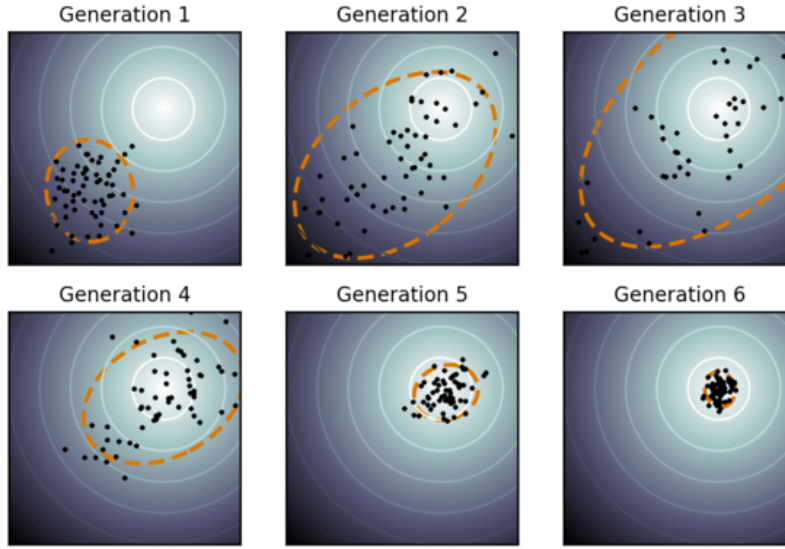 Generation 1
Generation 2
Generation 3
Generation 4
Generation 5
Generation 6